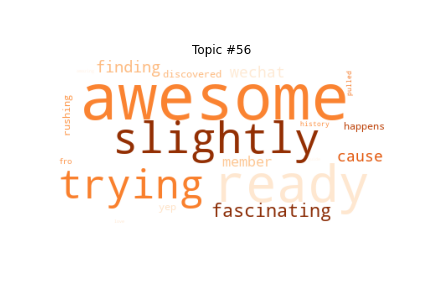 Topic #56
finding
discovered
wechat
pulled
awesome
rushing
history
happens
slightly
cause
member
fro
trying
ready
yep
fascinating